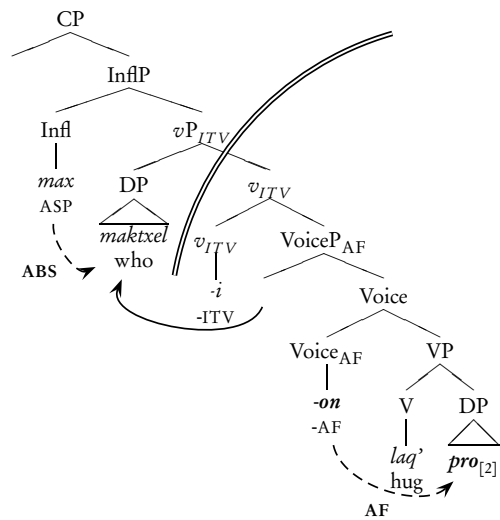 CP
InflP
Infl vP_ITV
max DP v_ITV
ASP
maktxel v_ITV VoiceP_AF
who
ABS -i Voice
-ITV
Voice_AF VP
-on V DP
-AF
laq' pro_[2]
hug
AF